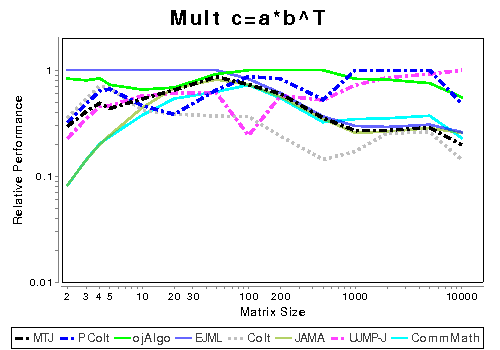 Mult c=a*b^T
Relative Performance
1
0.1
0.01
2 3 4 5 10 20 30 100 200 1000 10000
Matrix Size
MTJ PColt ojAlgo EJML Colt JAMA UJMP-J CommMath